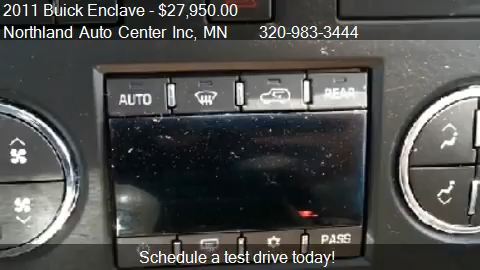 2011 Buick Enclave - $27,950.00
Northland Auto Center Inc, MN 320-983-3444
AUTO REAR
PASS
Schedule a test drive today!